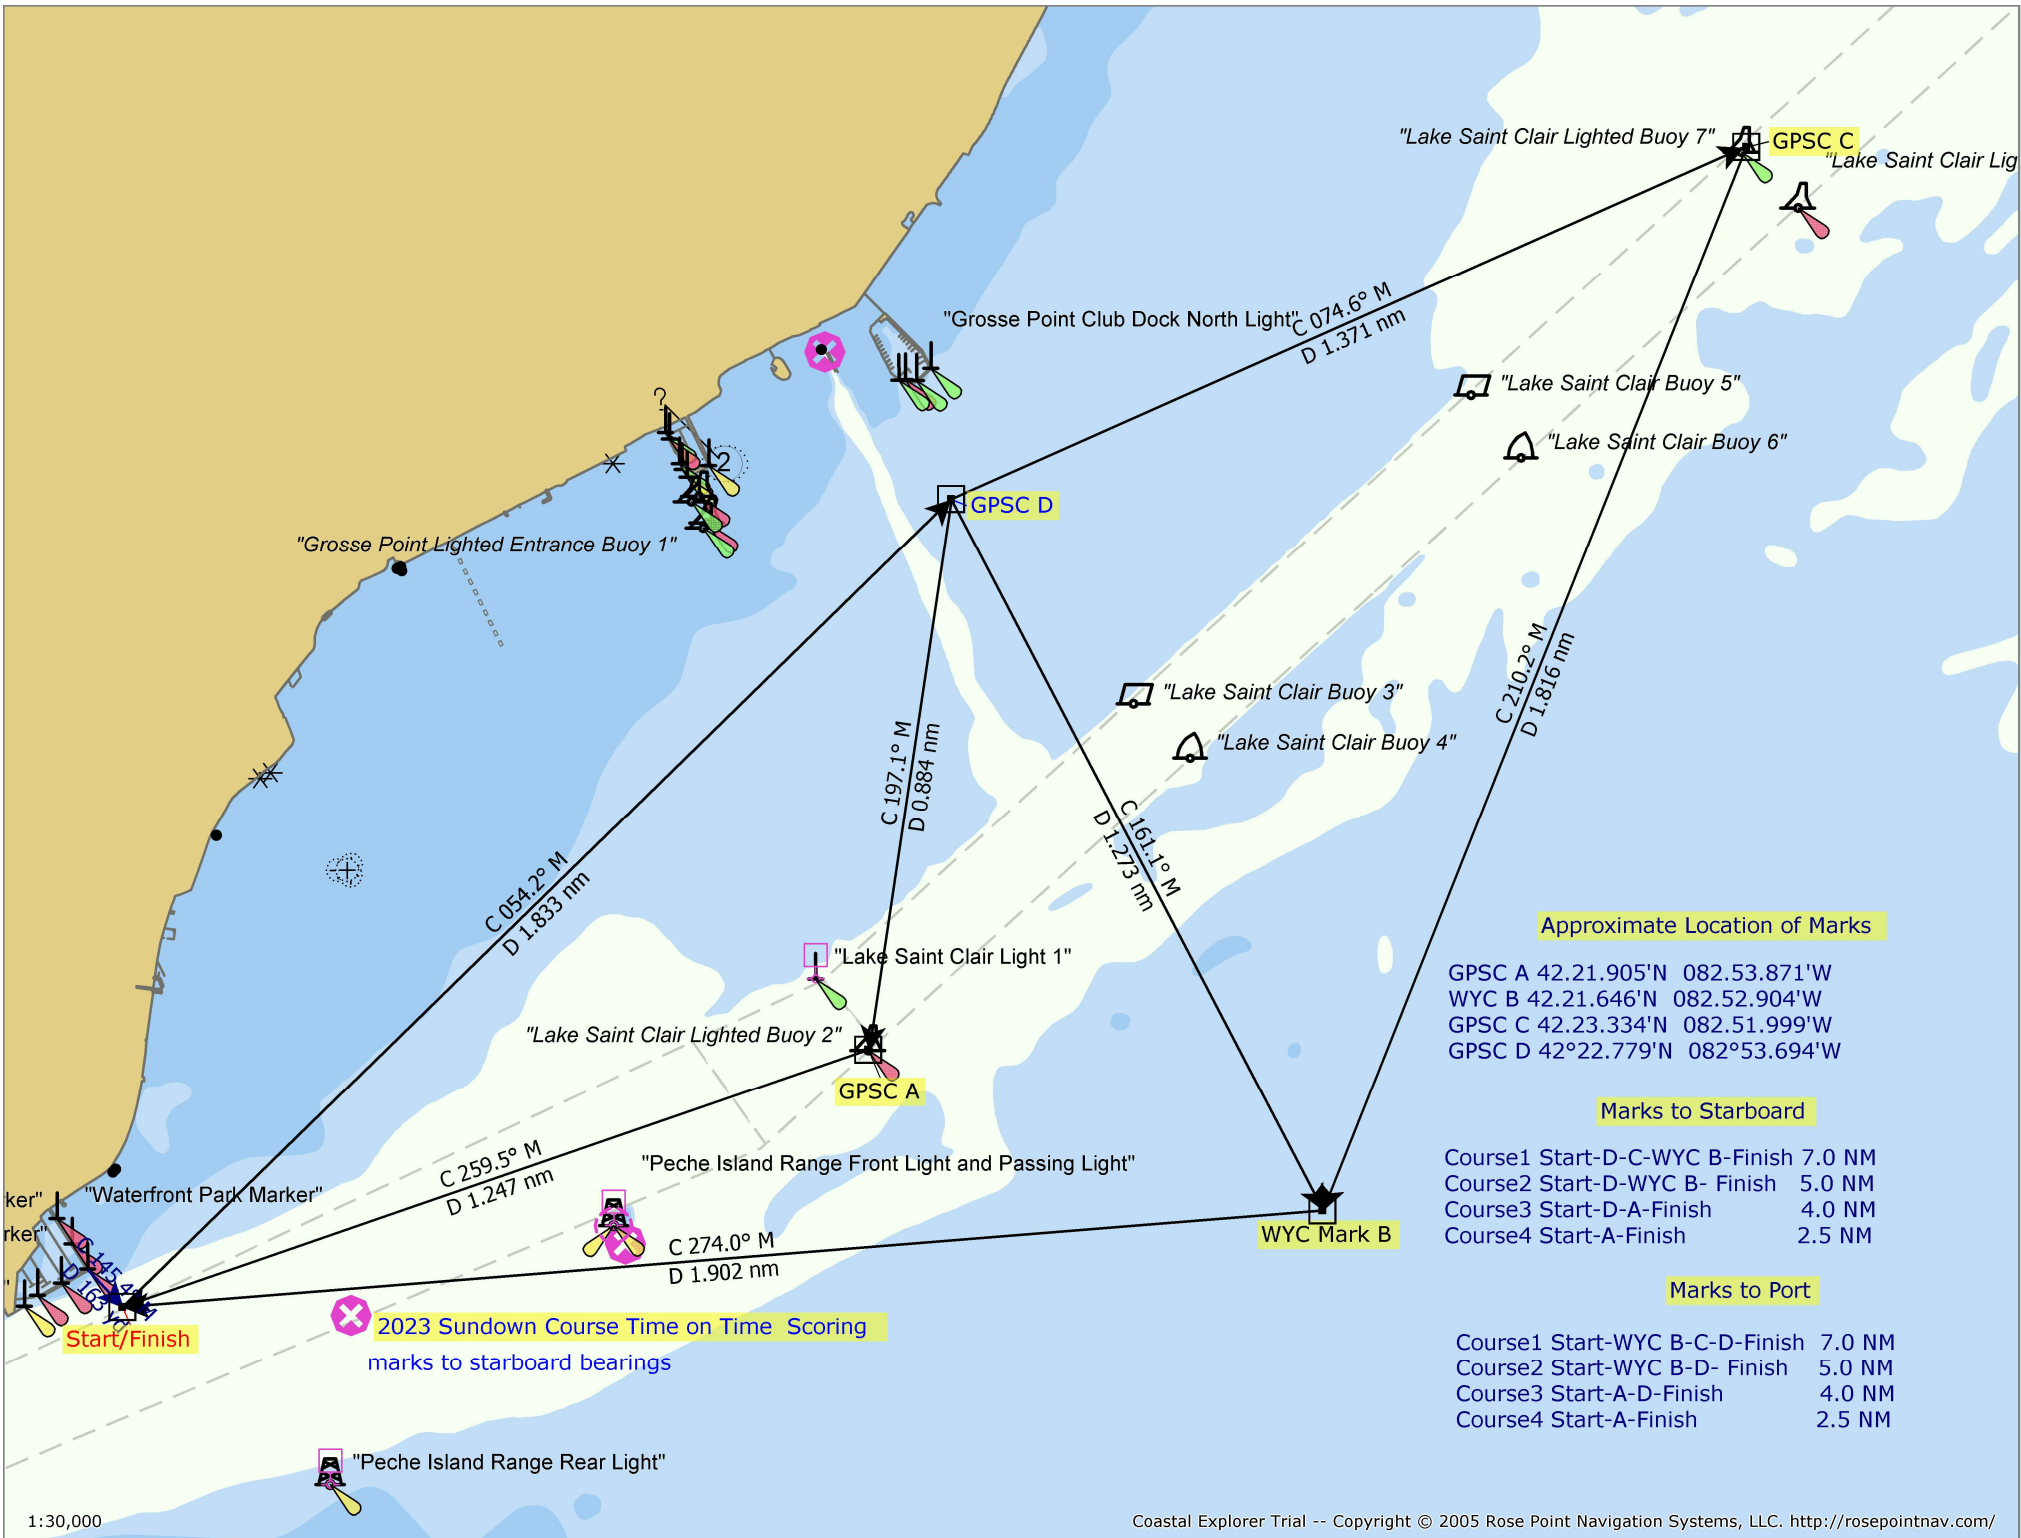 "Lake Saint Clair Lighted Buoy 7"
GPSC C
"Lake Saint Clair Lig
"Grosse Point Club Dock North Light"
C 074.6° M
D 1.371 nm
"Lake Saint Clair Buoy 5"
?
"Lake Saint Clair Buoy 6"
2
GPSC D
"Grosse Point Lighted Entrance Buoy 1"
C 210.2° M
D 1.816 nm
"Lake Saint Clair Buoy 3"
"Lake Saint Clair Buoy 4"
C 197.1° M
D 0.884 nm
C 161.1° M
D 1.273 nm
C 054.2° M
D 1.833 nm
Approximate Location of Marks
"Lake Saint Clair Light 1"
GPSC A 42.21.905'N 082.53.871'W
WYC B 42.21.646'N 082.52.904'W
GPSC C 42.23.334'N 082.51.999'W
GPSC D 42°22.779'N 082°53.694'W
"Lake Saint Clair Lighted Buoy 2"
GPSC A
Marks to Starboard
Course1 Start-D-C-WYC B-Finish 7.0 NM
Course2 Start-D-WYC B- Finish 5.0 NM
Course3 Start-D-A-Finish 4.0 NM
Course4 Start-A-Finish 2.5 NM
C 259.5° M
D 1.247 nm
"Peche Island Range Front Light and Passing Light"
rker"
"Waterfront Park Marker"
rker"
"
WYC Mark B
C 274.0° M
D 1.902 nm
D 163 yd
Start/Finish
Marks to Port
2023 Sundown Course Time on Time Scoring
marks to starboard bearings
Course1 Start-WYC B-C-D-Finish 7.0 NM
Course2 Start-WYC B-D- Finish 5.0 NM
Course3 Start-A-D-Finish 4.0 NM
Course4 Start-A-Finish 2.5 NM
"Peche Island Range Rear Light"
1:30,000
Coastal Explorer Trial -- Copyright © 2005 Rose Point Navigation Systems, LLC. http://rosepointnav.com/